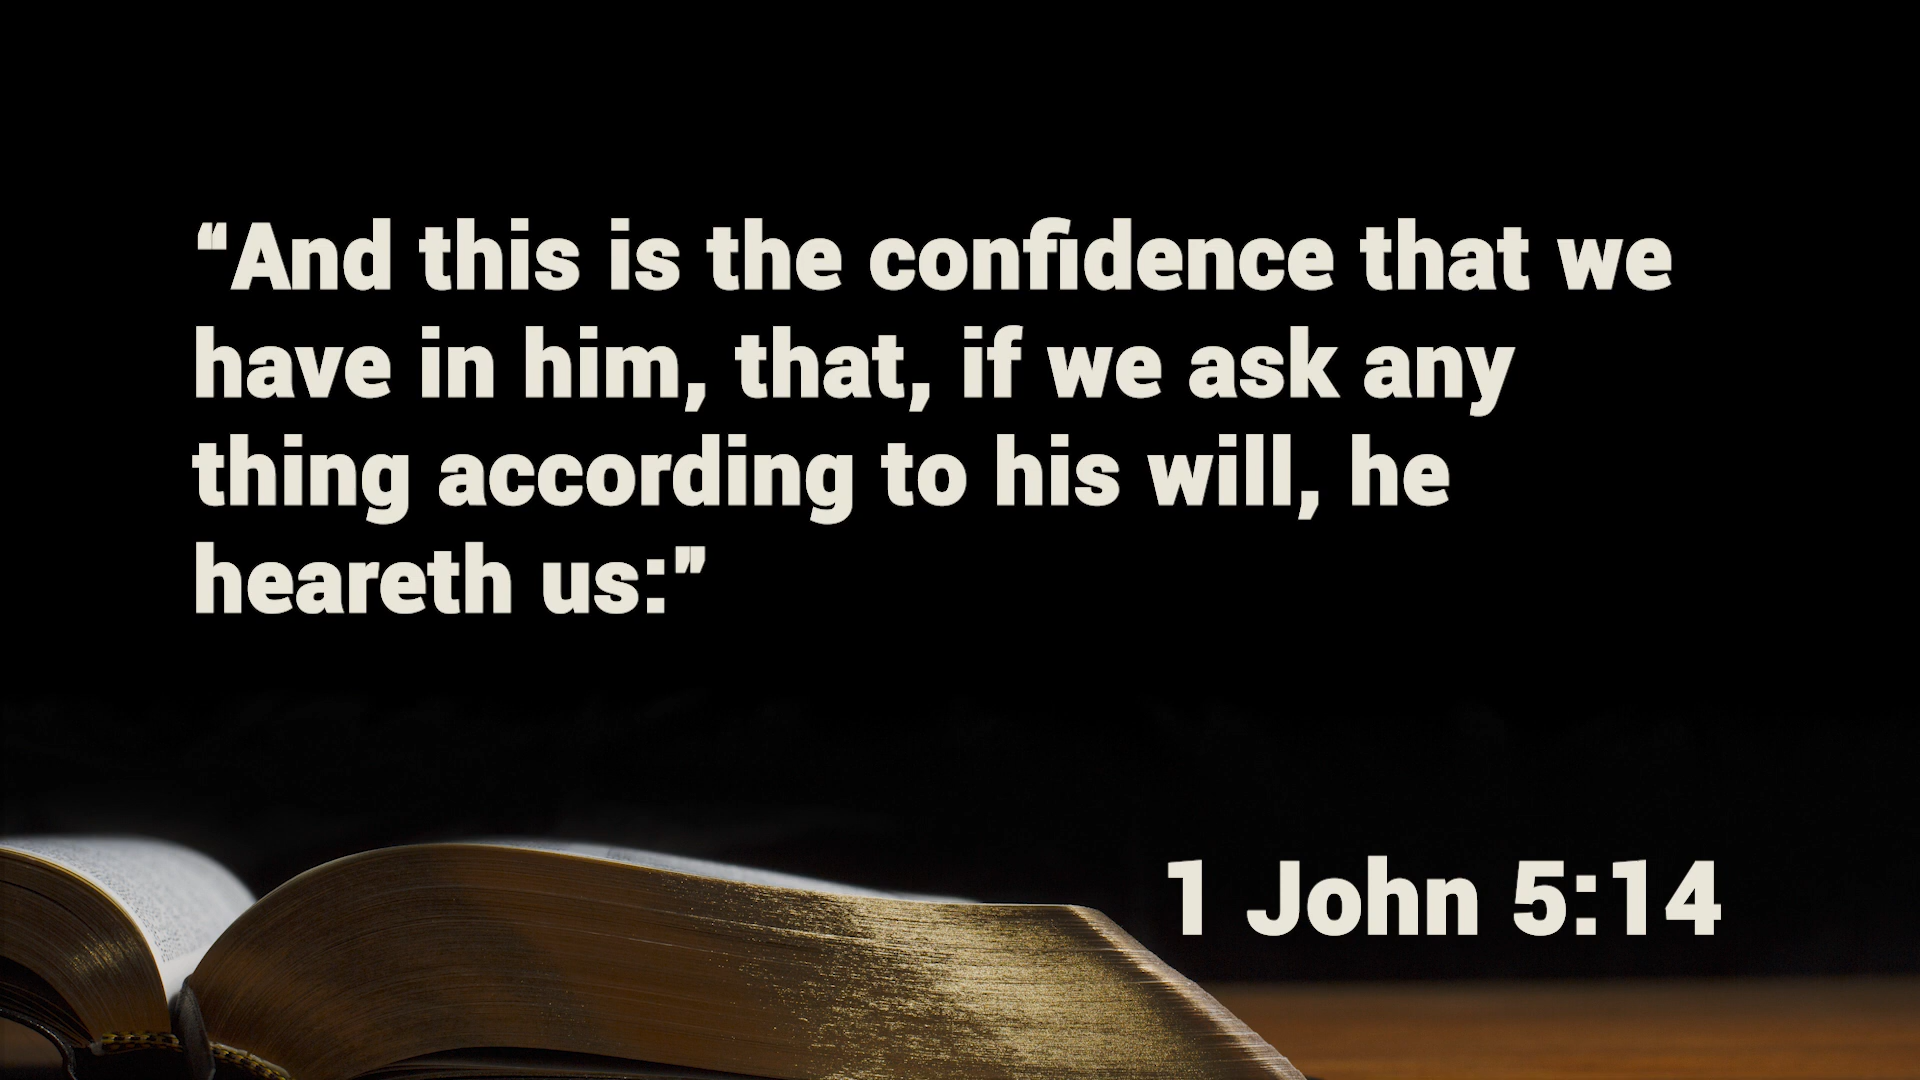 “And this is the confidence that we
have in him, that, if we ask any
thing according to his will, he
heareth us:”
1 John 5:14